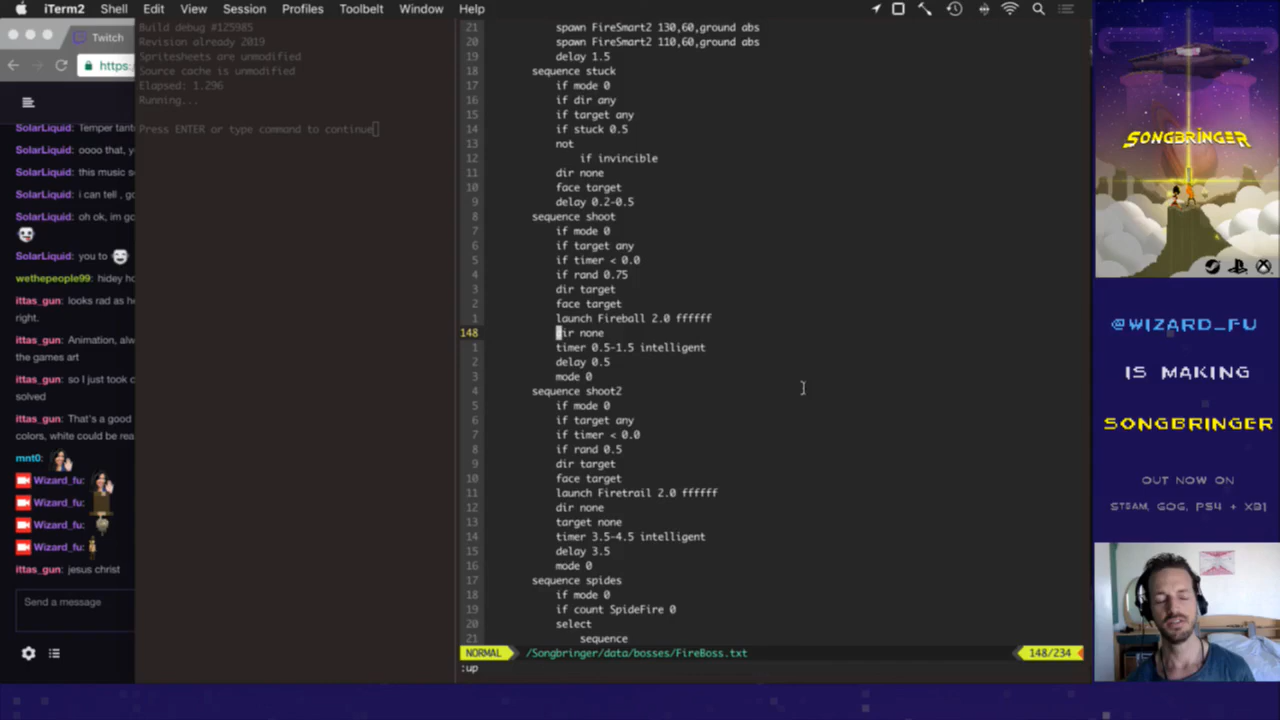 iTerm2 Shell Edit View Session Profiles Toolbelt Window Help
Twitch
https:
SolarLiquid: Temper tant
SolarLiquid: oooo that, y
SolarLiquid: this music s
SolarLiquid: i can tell , go
SolarLiquid: oh ok, im go
SolarLiquid: you to
wethepeople99: hidey ho
ittas_gun: looks rad as he
right.
ittas_gun: Animation, alw
the games art
ittas_gun: so I just took c
solved
ittas_gun: That's a good
colors, white could be rea
mnt0:
Wizard_fu:
Wizard_fu:
Wizard_fu:
Wizard_fu:
ittas_gun: jesus christ
Send a message
Build debug #125985
Revision already 2019
Spritesheets are unmodified
Source cache is unmodified
Elapsed: 1.296
Running...
Press ENTER or type command to continue
21 spawn FireSmart2 130,60,ground abs
20 spawn FireSmart2 110,60,ground abs
19 delay 1.5
18 sequence stuck
17 if mode 0
16 if dir any
15 if target any
14 if stuck 0.5
13 not
12 if invincible
11 dir none
10 face target
9 delay 0.2-0.5
8 sequence shoot
7 if mode 0
6 if target any
5 if timer < 0.0
4 if rand 0.75
3 dir target
2 face target
1 launch Fireball 2.0 ffffff
148 dir none
1 timer 0.5-1.5 intelligent
2 delay 0.5
3 mode 0
4 sequence shoot2
5 if mode 0
6 if target any
7 if timer < 0.0
8 if rand 0.5
9 dir target
10 face target
11 launch Firetrail 2.0 ffffff
12 dir none
13 target none
14 timer 3.5-4.5 intelligent
15 delay 3.5
16 mode 0
17 sequence spides
18 if mode 0
19 if count SpideFire 0
20 select
21 sequence
NORMAL /Songbringer/data/bosses/FireBoss.txt 148/234
:up
SONGBRINGER
@WIZARD_FU
IS MAKING
SONGBRINGER
OUT NOW ON
STEAM, GOG, PS4 + XB1